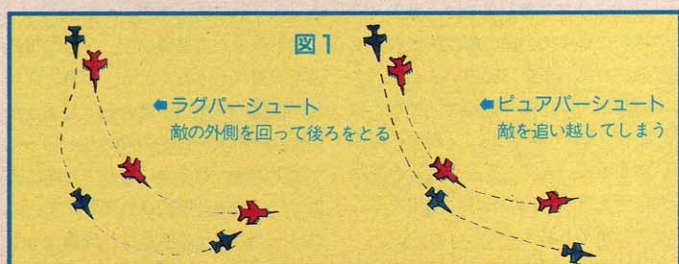 図1
⬅ラグパーシュート
敵の外側を回って後ろをとる
⬅ピュアパーシュート
敵を追い越してしまう